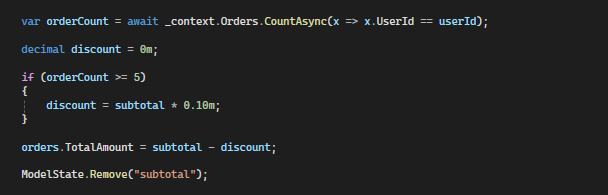 var orderCount = await _context.Orders.CountAsync(x => x.UserId == userId);
decimal discount = 0m;
if (orderCount >= 5)
{
discount = subtotal * 0.10m;
}
orders.TotalAmount = subtotal - discount;
ModelState.Remove("subtotal");